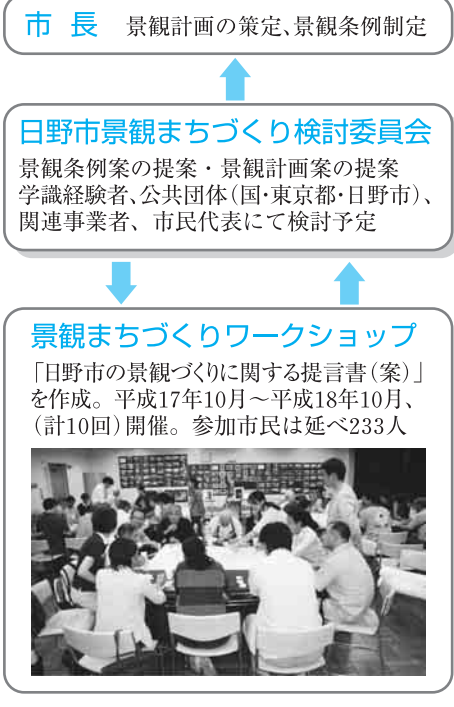 市 長 景観計画の策定、景観条例制定
日野市景観まちづくり検討委員会
景観条例案の提案・景観計画案の提案
学識経験者、公共団体（国・東京都・日野市）、
関連事業者、市民代表にて検討予定
景観まちづくりワークショップ
「日野市の景観づくりに関する提言書（案）」
を作成。平成17年10月～平成18年10月、
（計10回）開催。参加市民は延べ233人